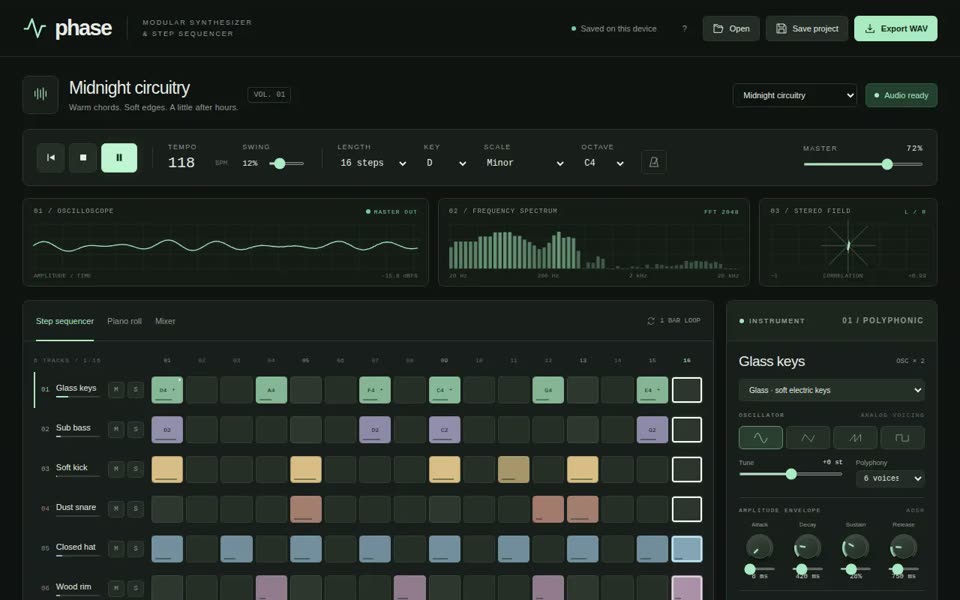 phase
MODULAR SYNTHESIZER
& STEP SEQUENCER
Saved on this device
?
Open
Save project
Export WAV
Midnight circuitry
Warm chords. Soft edges. A little after hours.
VOL. 01
Midnight circuitry
Audio ready
TEMPO
118 BPM
SWING
12%
LENGTH
16 steps
KEY
D
SCALE
Minor
OCTAVE
C4
MASTER
72%
01 / OSCILLOSCOPE
MASTER OUT
AMPLITUDE / TIME
02 / FREQUENCY SPECTRUM
FFT 2048
20 Hz
200 Hz
2 kHz
20 kHz
03 / STEREO FIELD
L / R
-1
CORRELATION
Step sequencer
Piano roll
Mixer
1 BAR LOOP
6 TRACKS / 1-16
01 02 03 04 05 06 07 08 09 10 11 12 13 14 15 16
01 Glass keys M S D4 A4 F4 C4 G4 E4
02 Sub bass M S D2 D2 C2 G2
03 Soft kick M S
04 Dust snare M S
05 Closed hat M S
06 Wood rim M S
INSTRUMENT
01 / POLYPHONIC
Glass keys
OSC × 2
Glass · soft electric keys
OSCILLATOR
ANALOG VOICING
Tune
+0 st
Polyphony
6 voices
AMPLITUDE ENVELOPE
ADSR
Attack
Decay
Sustain
Release
8 ms
420 ms
28%
750 ms